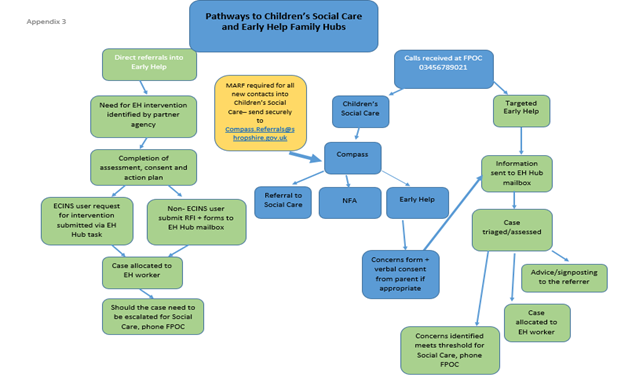 Appendix 3
Pathways to Children's Social Care
and Early Help Family Hubs
Direct referrals into
Early Help
Need for EH intervention
identified by partner
agency
Completion of
assessment, consent and
action plan
ECINS user request
for intervention
submitted via EH
Hub task
Non- ECINS user
submit RFI + forms to
EH Hub mailbox
Case allocated to
EH worker
Should the case need to
be escalated for Social
Care, phone FPOC
MARF required for all
new contacts into
Children's Social
Care– send securely
to
Compass.Referrals@s
hropshire.gov.uk
Calls received at FPOC
03456789021
Children's
Social Care
Compass
Referral to
Social Care
NFA
Early Help
Concerns form +
verbal consent
from parent if
appropriate
Targeted
Early Help
Information
sent to EH Hub
mailbox
Case
triaged/assessed
Advice/signposting
to the referrer
Case
allocated to
EH worker
Concerns identified
meets threshold for
Social Care, phone
FPOC